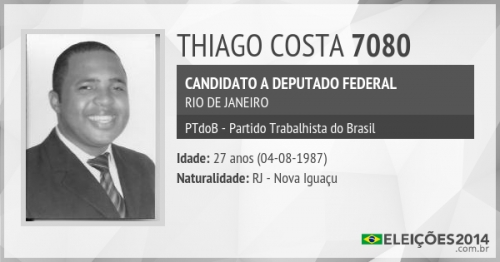 THIAGO COSTA 7080
CANDIDATO A DEPUTADO FEDERAL
RIO DE JANEIRO
PTdoB - Partido Trabalhista do Brasil
Idade: 27 anos (04-08-1987)
Naturalidade: RJ - Nova Iguaçu
ELEIÇÕES2014
.com.br